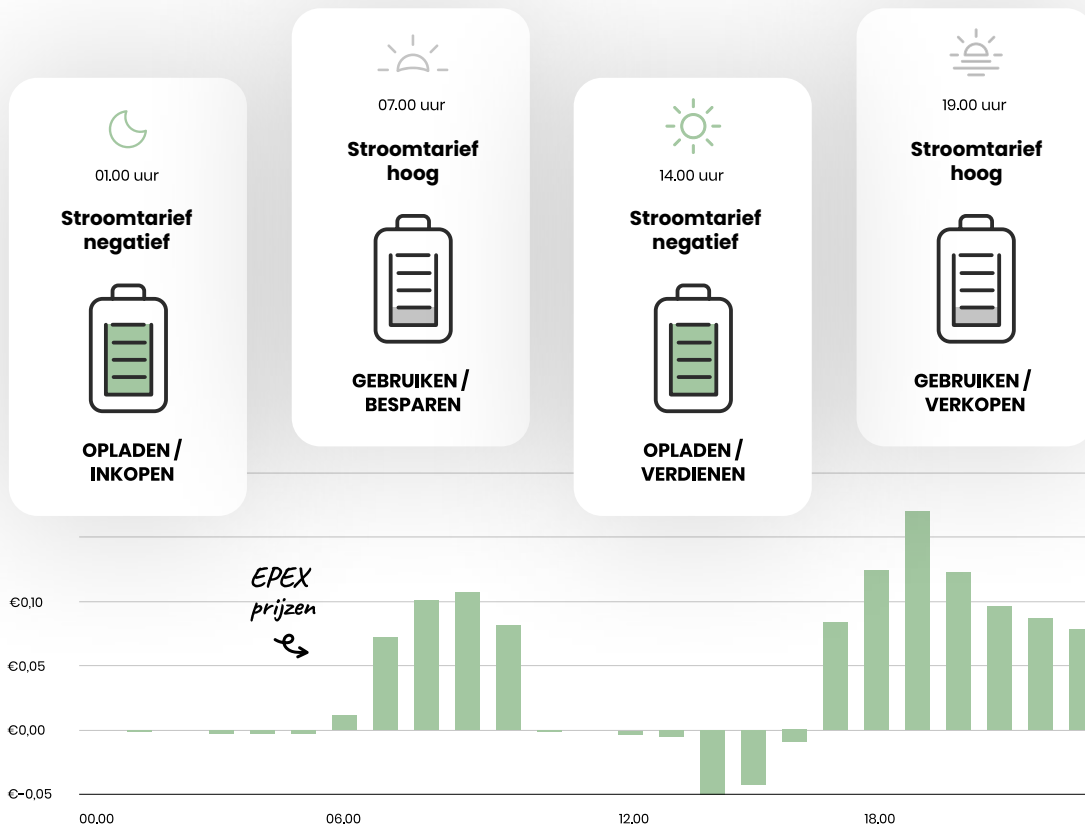 01.00 uur
Stroomtarief
negatief
OPLADEN /
INKOPEN
07.00 uur
Stroomtarief
hoog
GEBRUIKEN /
BESPAREN
14.00 uur
Stroomtarief
negatief
OPLADEN /
VERDIENEN
19.00 uur
Stroomtarief
hoog
GEBRUIKEN /
VERKOPEN
EPEX
prijzen
€0,10
€0,05
€0,00
€-0,05
00.00
06.00
12.00
18.00